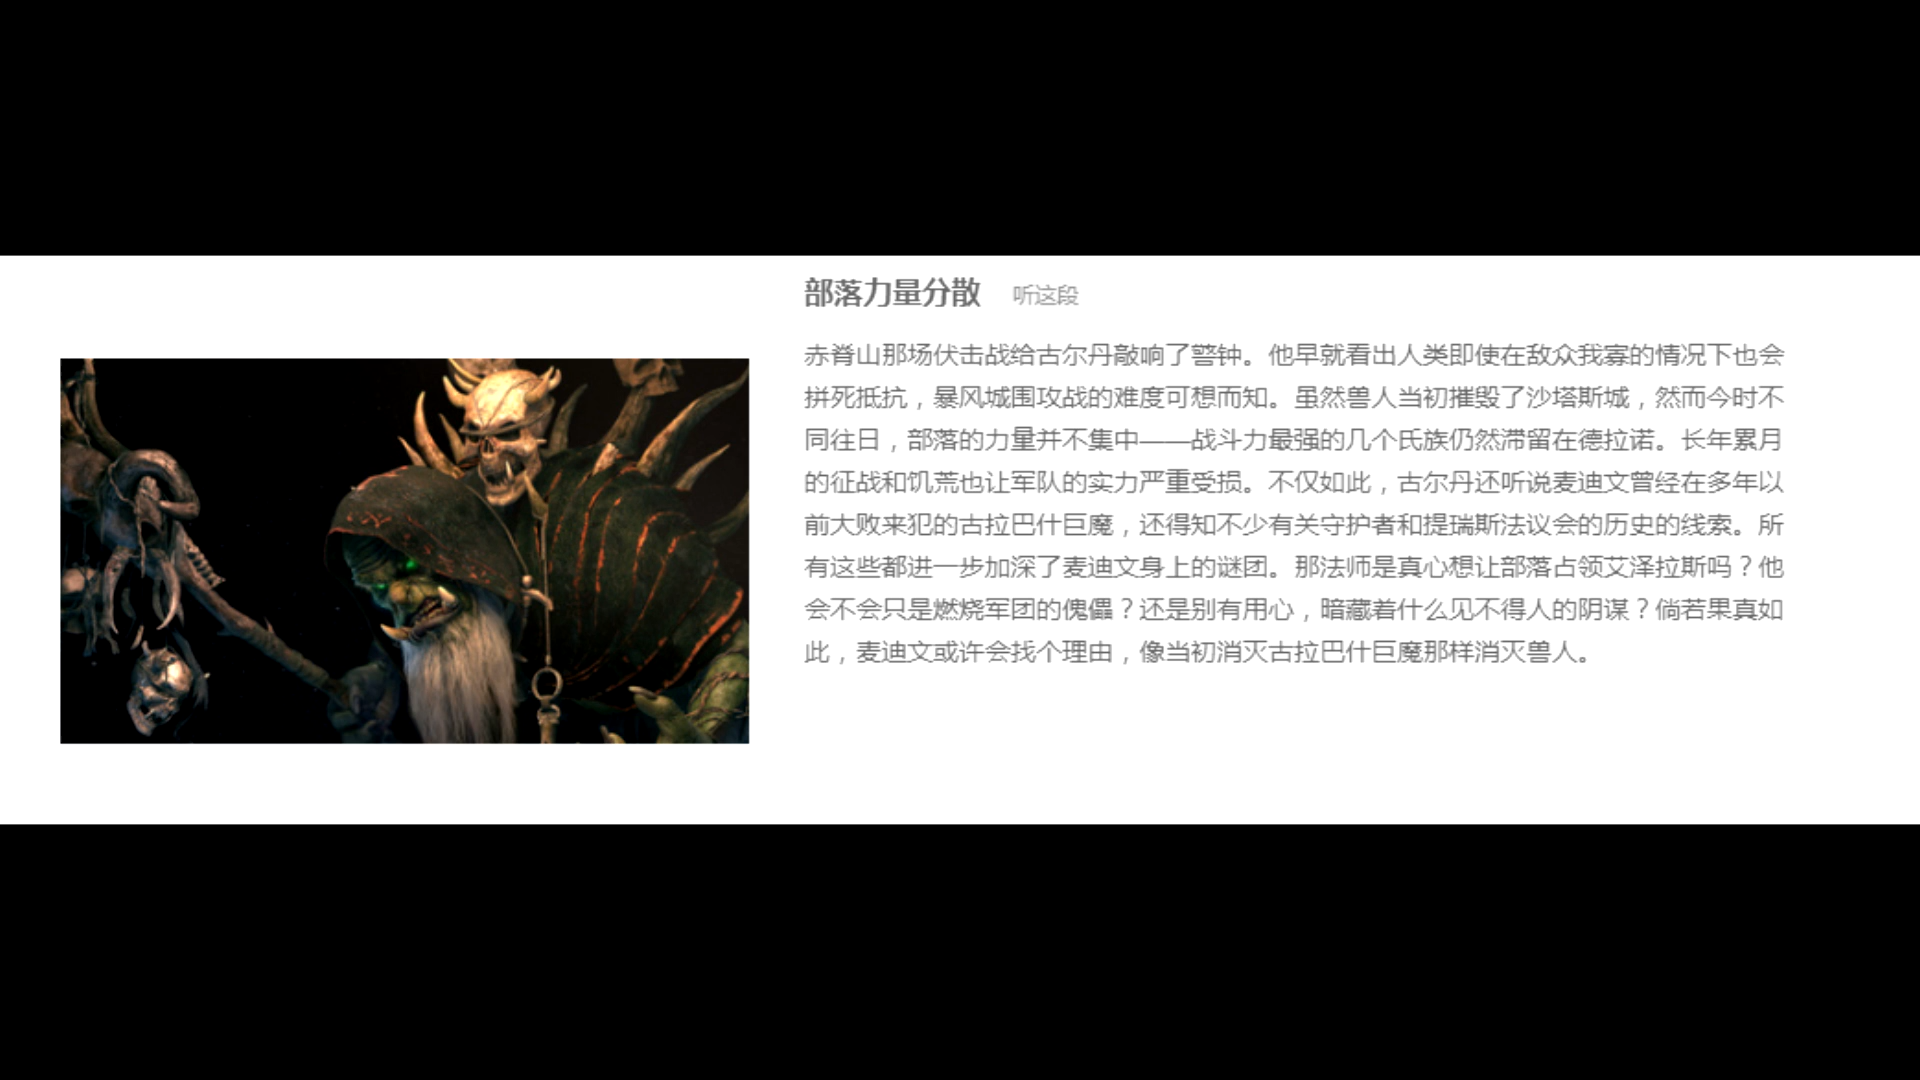 部落力量分散 听这段
赤脊山那场伏击战给古尔丹敲响了警钟。他早就看出人类即使在敌众我寡的情况下也会
拼死抵抗，暴风城围攻战的难度可想而知。虽然兽人当初摧毁了沙塔斯城，然而今时不
同往日，部落的力量并不集中——战斗力最强的几个氏族仍然滞留在德拉诺。长年累月
的征战和饥荒也让军队的实力严重受损。不仅如此，古尔丹还听说麦迪文曾经在多年以
前大败来犯的古拉巴什巨魔，还得知不少有关守护者和提瑞斯法议会的历史的线索。所
有这些都进一步加深了麦迪文身上的谜团。那法师是真心想让部落占领艾泽拉斯吗？他
会不会只是燃烧军团的傀儡？还是别有用心，暗藏着什么见不得人的阴谋？倘若果真如
此，麦迪文或许会找个理由，像当初消灭古拉巴什巨魔那样消灭兽人。